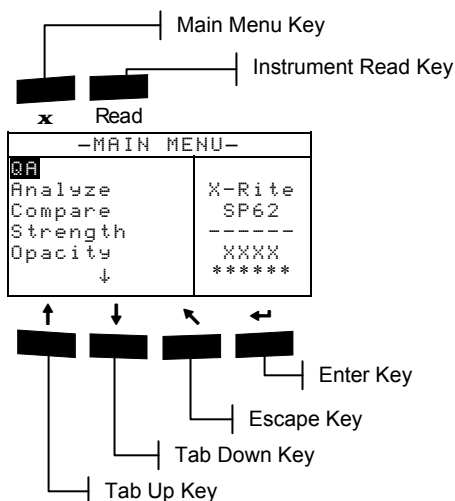 Main Menu Key
Instrument Read Key
x Read
—MAIN MENU—
QA
Analyze X-Rite
Compare SP62
Strength ------
Opacity XXXX
↓ ******
↑ ↓ ↖ ↵
Enter Key
Escape Key
Tab Down Key
Tab Up Key